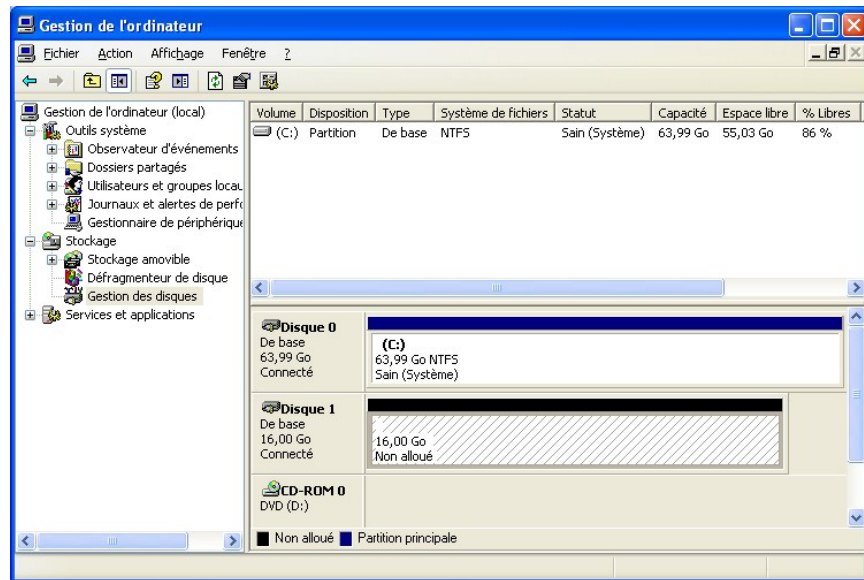 Gestion de l'ordinateur
Fichier Action Affichage Fenêtre ?
Gestion de l'ordinateur (local)
Outils système
Observateur d'événements
Dossiers partagés
Utilisateurs et groupes locau
Journaux et alertes de perfo
Gestionnaire de périphérique
Stockage
Stockage amovible
Défragmenteur de disque
Gestion des disques
Services et applications
Volume Disposition Type Système de fichiers Statut Capacité Espace libre % Libres
(C:) Partition De base NTFS Sain (Système) 63,99 Go 55,03 Go 86 %
Disque 0
De base
63,99 Go
Connecté
(C:)
63,99 Go NTFS
Sain (Système)
Disque 1
De base
16,00 Go
Connecté
16,00 Go
Non alloué
CD-ROM 0
DVD (D:)
Non alloué Partition principale